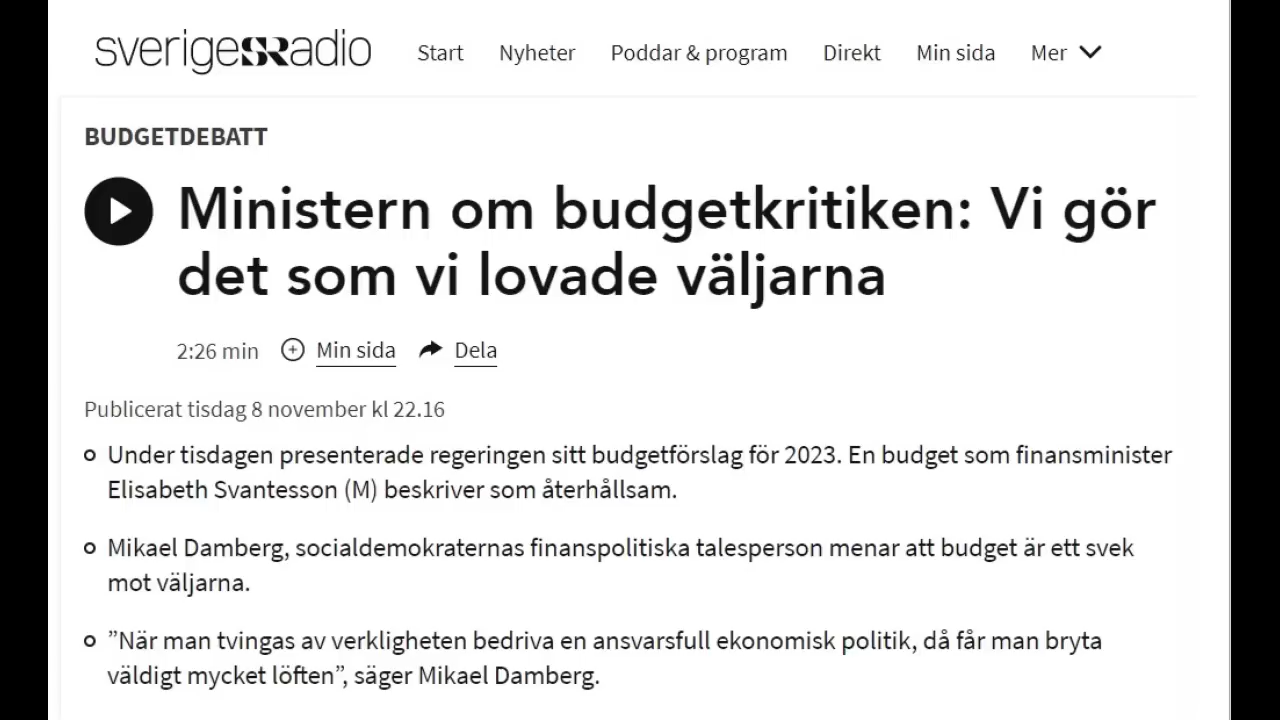 sverigesRadio
Start Nyheter Poddar & program Direkt Min sida Mer
BUDGETDEBATT
Ministern om budgetkritiken: Vi gör
det som vi lovade väljarna
2:26 min Min sida Dela
Publicerat tisdag 8 november kl 22.16
Under tisdagen presenterade regeringen sitt budgetförslag för 2023. En budget som finansminister
Elisabeth Svantesson (M) beskriver som återhållsam.
Mikael Damberg, socialdemokraternas finanspolitiska talesperson menar att budget är ett svek
mot väljarna.
”När man tvingas av verkligheten bedriva en ansvarsfull ekonomisk politik, då får man bryta
väldigt mycket löften”, säger Mikael Damberg.